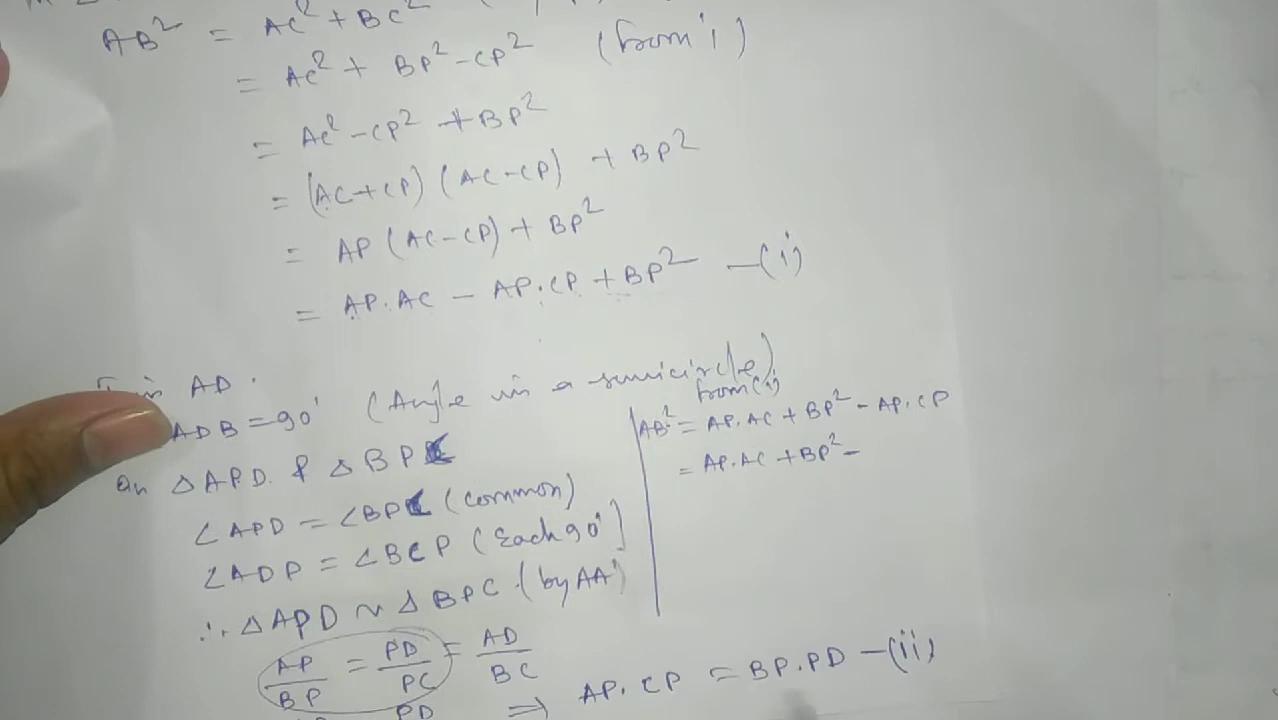 AB² = AC² + BC²
= AC² + BP² - CP² (from i)
= AC² - CP² + BP²
= (AC+CP) (AC-CP) + BP²
= AP (AC-CP) + BP²
= AP.AC - AP.CP + BP² -(i)
in AD.
ADB = 90° (Angle in a semicircle)
In △APD & △BPC
∠APD = ∠BPC (common)
∠ADP = ∠BCP (Each 90°)
∴ △APD ~ △BPC (by AA)
AP/BP = PD/PC = AD/BC
⇒ AP.CP = BP.PD -(ii)
PD
from (i)
AB² = AP.AC + BP² - AP.CP
= AP.AC + BP² -